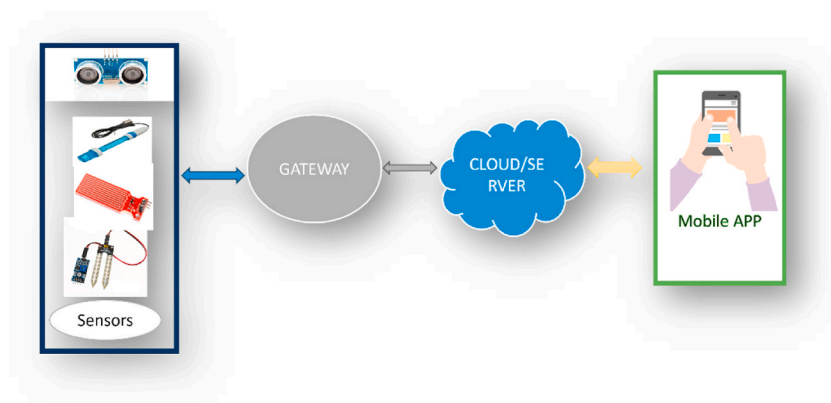 Sensors
GATEWAY
CLOUD/SE
RVER
Mobile APP